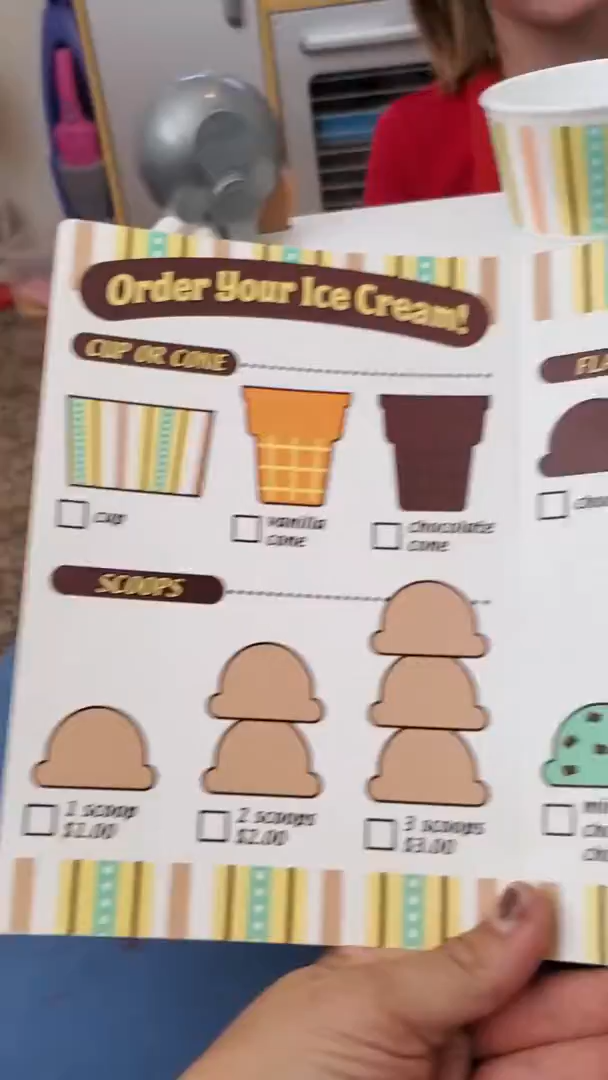 Order Your Ice Cream!
CUP OR CONE
cup
vanilla
cone
chocolate
cone
SCOOPS
1 scoop
$1.00
2 scoops
$2.00
3 scoops
$3.00